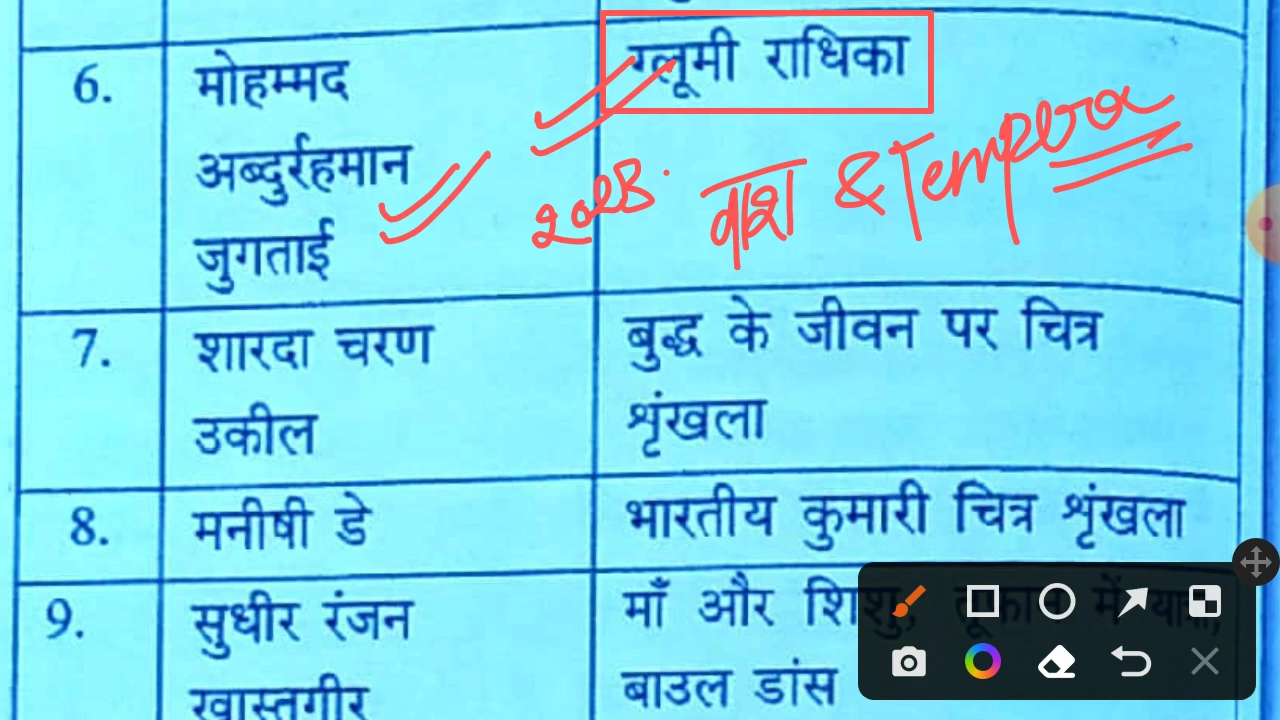 6. मोहम्मद ग्लूमी राधिका
अब्दुर्रहमान
जुगताई
वाश & Tempera
7. शारदा चरण बुद्ध के जीवन पर चित्र
उकील शृंखला
8. मनीषी डे भारतीय कुमारी चित्र शृंखला
9. सुधीर रंजन माँ और शिशु, तूफान में यात्रा,
खास्तगीर बाउल डांस